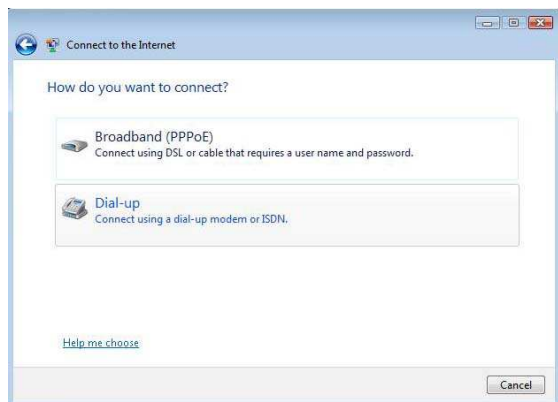 Connect to the Internet
How do you want to connect?
Broadband (PPPoE)
Connect using DSL or cable that requires a user name and password.
Dial-up
Connect using a dial-up modem or ISDN.
Help me choose
Cancel